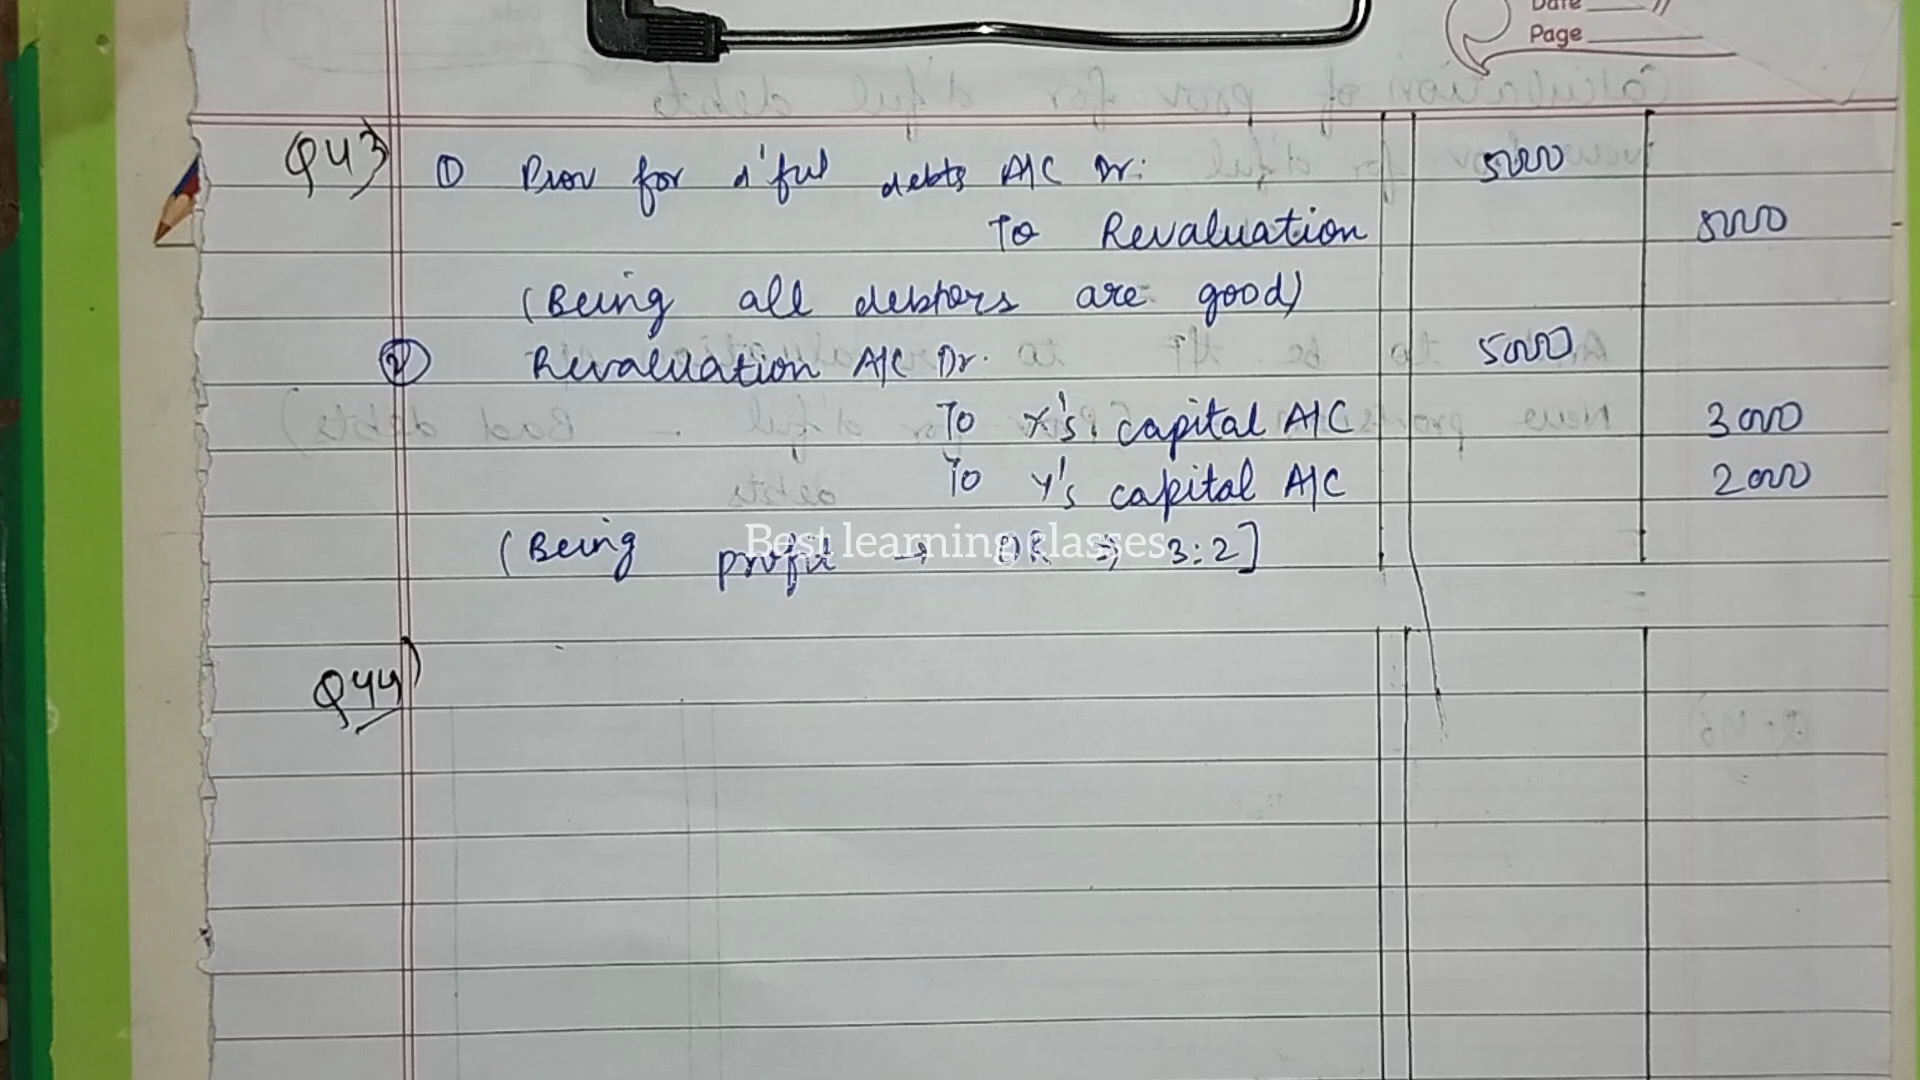 Date
Page
Q43) ① Prov for d'ful debts A/C Dr: 5000
To Revaluation 5000
(Being all debtors are good)
② Revaluation A/C Dr. 5000
To X's capital A/C 3000
To Y's capital A/C 2000
(Being profit → OR ⇒ 3:2]
Best learning classes
Q44)